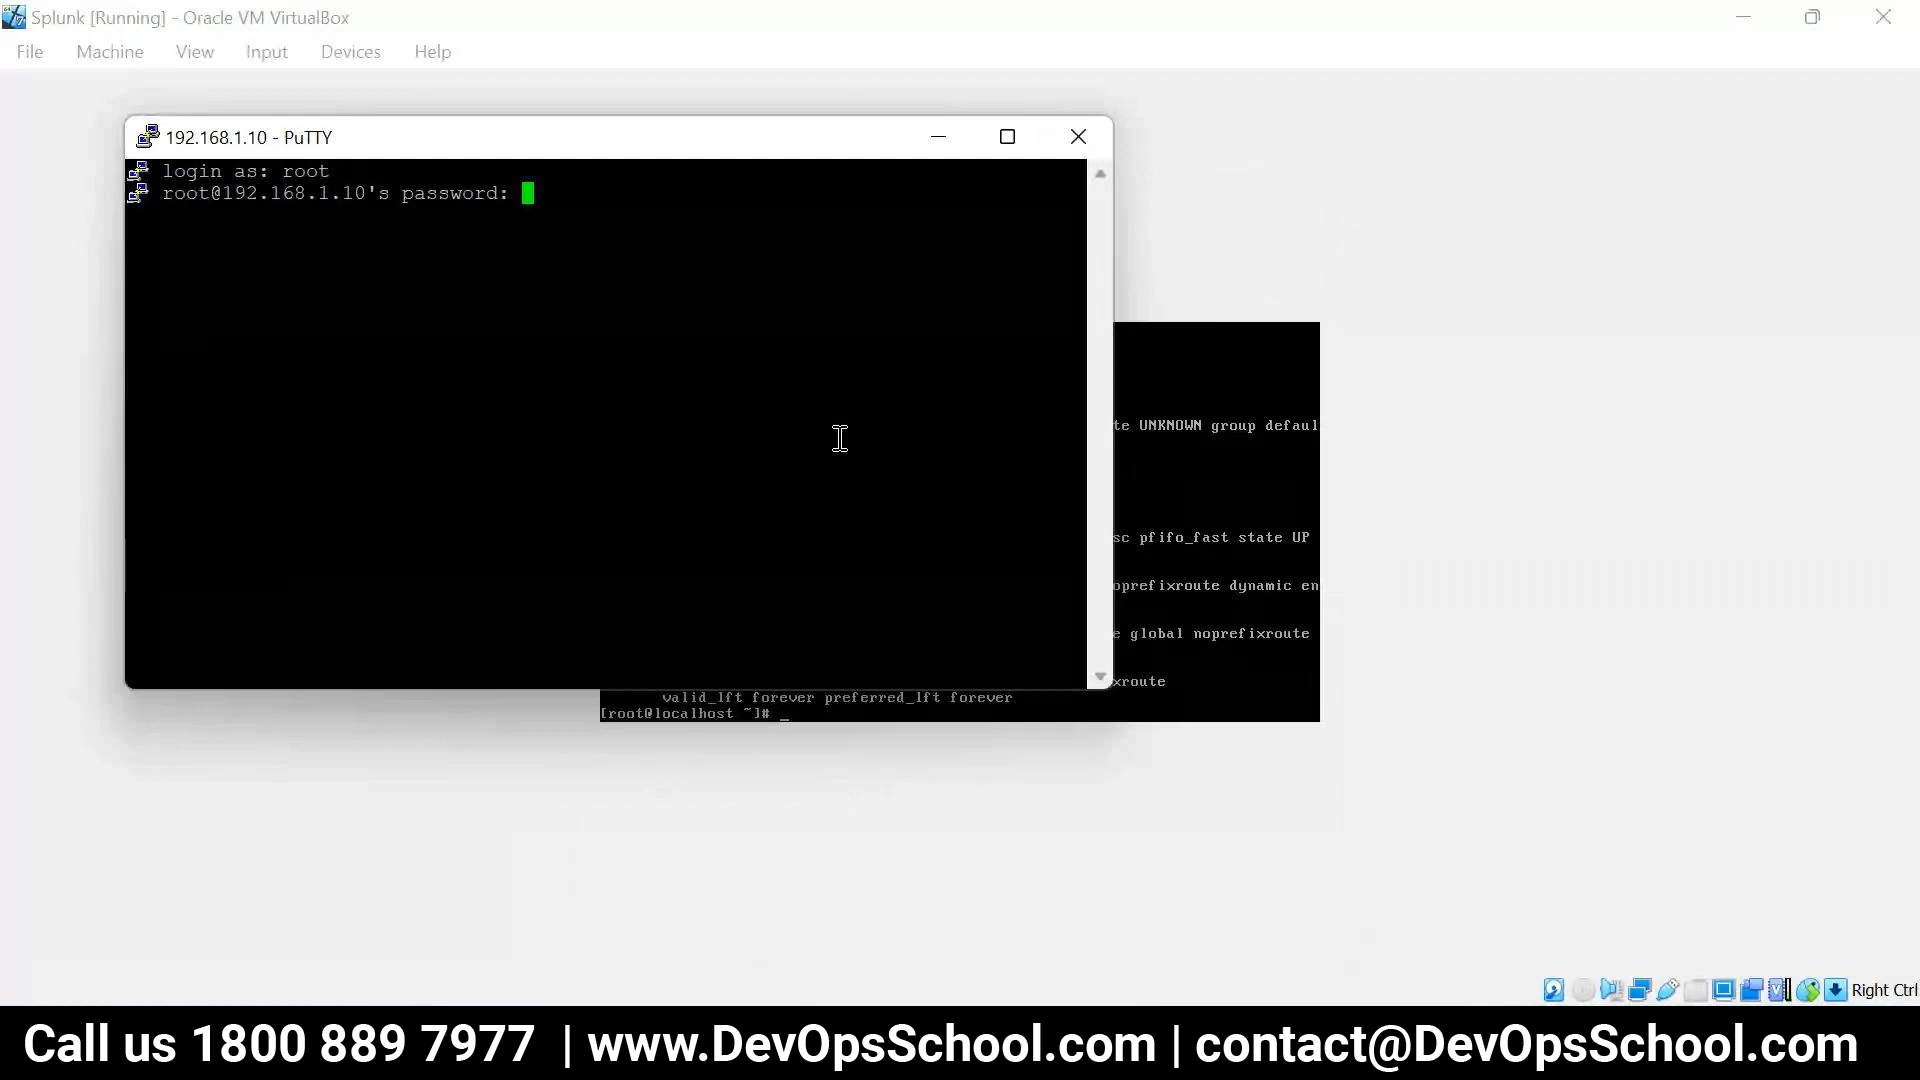 Splunk [Running] - Oracle VM VirtualBox
File Machine View Input Devices Help
192.168.1.10 - PuTTY
login as: root
root@192.168.1.10's password:
te UNKNOWN group defaul
sc pfifo_fast state UP
oprefixroute dynamic en
e global noprefixroute
xroute
valid_lft forever preferred_lft forever
[root@localhost ~]# _
Right Ctrl
Call us 1800 889 7977 | www.DevOpsSchool.com | contact@DevOpsSchool.com